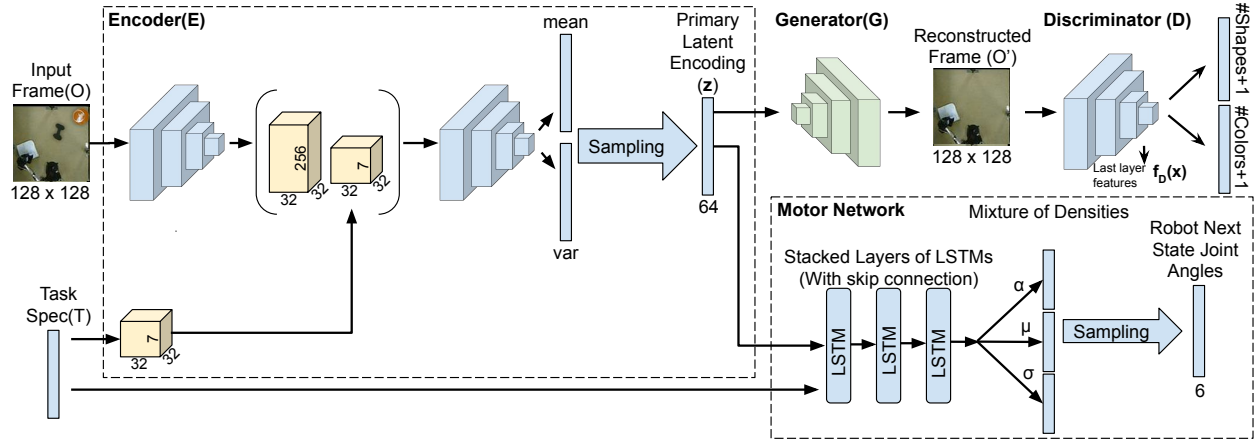 Encoder(E)
mean
Primary
Latent
Encoding
(z)
Generator(G)
Reconstructed
Frame (O')
Discriminator (D)
#Shapes+1
#Colors+1
Input
Frame(O)
128 x 128
256
32
32
7
32
32
Sampling
64
var
128 x 128
Last layer
features
f_D(x)
Motor Network
Mixture of Densities
Robot Next
State Joint
Angles
Stacked Layers of LSTMs
(With skip connection)
Task
Spec(T)
7
32
32
LSTM
LSTM
LSTM
α
μ
σ
Sampling
6